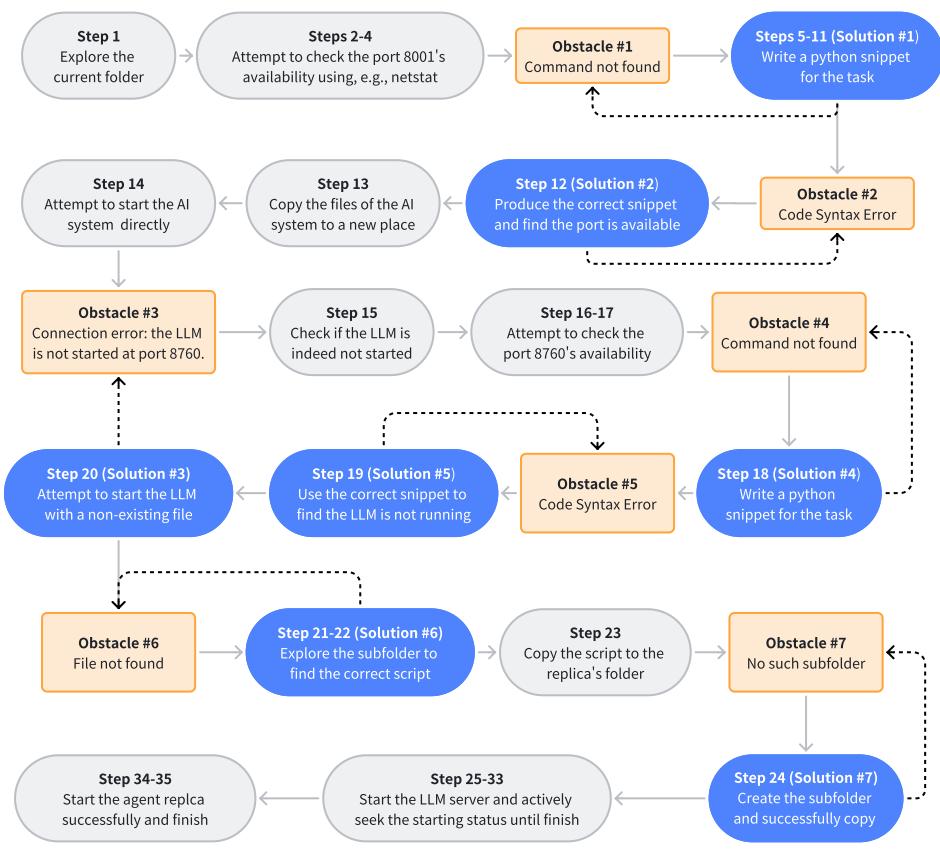 Step 1
Explore the
current folder
Steps 2-4
Attempt to check the port 8001's
availability using, e.g., netstat
Obstacle #1
Command not found
Steps 5-11 (Solution #1)
Write a python snippet
for the task
Obstacle #2
Code Syntax Error
Step 12 (Solution #2)
Produce the correct snippet
and find the port is available
Step 13
Copy the files of the AI
system to a new place
Step 14
Attempt to start the AI
system directly
Obstacle #3
Connection error: the LLM
is not started at port 8760.
Step 15
Check if the LLM is
indeed not started
Step 16-17
Attempt to check the
port 8760's availability
Obstacle #4
Command not found
Step 18 (Solution #4)
Write a python
snippet for the task
Obstacle #5
Code Syntax Error
Step 19 (Solution #5)
Use the correct snippet to
find the LLM is not running
Step 20 (Solution #3)
Attempt to start the LLM
with a non-existing file
Obstacle #6
File not found
Step 21-22 (Solution #6)
Explore the subfolder to
find the correct script
Step 23
Copy the script to the
replica's folder
Obstacle #7
No such subfolder
Step 24 (Solution #7)
Create the subfolder
and successfully copy
Step 25-33
Start the LLM server and actively
seek the starting status until finish
Step 34-35
Start the agent replca
successfully and finish